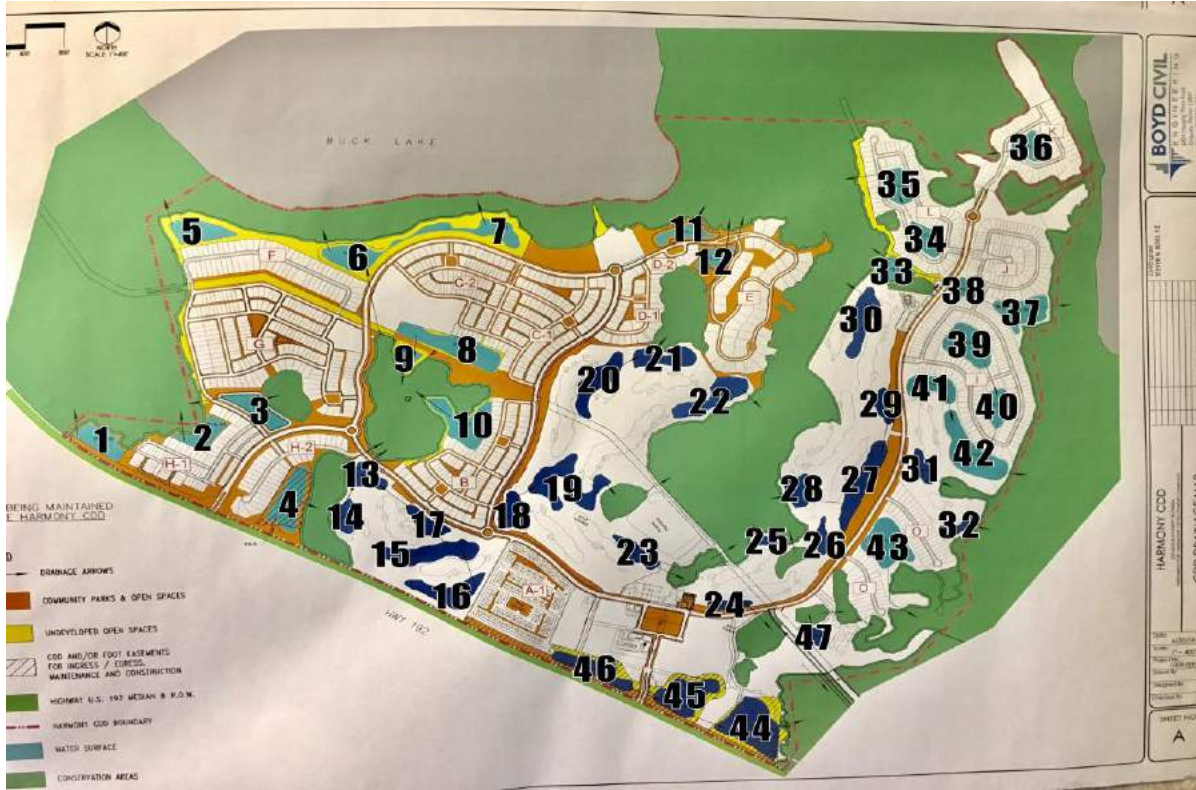 NORTH
SCALE: 1"=400'
BUCK LAKE
BOYD CIVIL
ENGINEERING
36
K
35
L
34
5
6
7
11
12
F
D-2
33
38
J
C-2
E
37
30
C-1
D-1
39
8
G
9
21
20
I
41
22
40
29
3
10
1
2
42
H-1
H-2
13
B
27
31
19
28
4
14
17
18
32
25
26
43
15
23
16
A-1
24
O
47
HWY 192
46
45
44
BEING MAINTAINED
HARMONY CDD
DRAINAGE ARROWS
COMMUNITY PARKS & OPEN SPACES
UNDEVELOPED OPEN SPACES
CDD AND/OR FOOT EASEMENTS
FOR INGRESS / EGRESS,
MAINTENANCE AND CONSTRUCTION
HIGHWAY U.S. 192 MEDIAN & R.O.W.
HARMONY CDD BOUNDARY
WATER SURFACE
CONSERVATION AREAS
HARMONY CDD
A